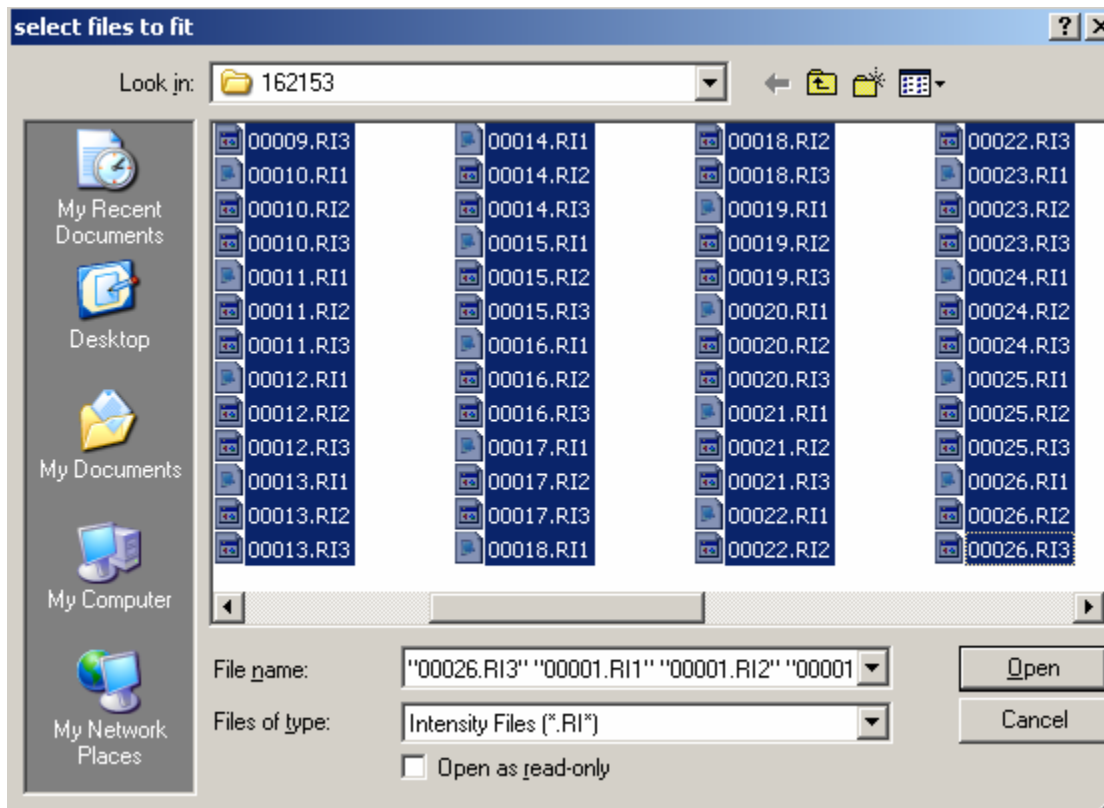 select files to fit
Look in:
162153
My Recent
Documents
Desktop
My Documents
My Computer
My Network
Places
00009.RI3
00010.RI1
00010.RI2
00010.RI3
00011.RI1
00011.RI2
00011.RI3
00012.RI1
00012.RI2
00012.RI3
00013.RI1
00013.RI2
00013.RI3
00014.RI1
00014.RI2
00014.RI3
00015.RI1
00015.RI2
00015.RI3
00016.RI1
00016.RI2
00016.RI3
00017.RI1
00017.RI2
00017.RI3
00018.RI1
00018.RI2
00018.RI3
00019.RI1
00019.RI2
00019.RI3
00020.RI1
00020.RI2
00020.RI3
00021.RI1
00021.RI2
00021.RI3
00022.RI1
00022.RI2
00022.RI3
00023.RI1
00023.RI2
00023.RI3
00024.RI1
00024.RI2
00024.RI3
00025.RI1
00025.RI2
00025.RI3
00026.RI1
00026.RI2
00026.RI3
File name:
"00026.RI3" "00001.RI1" "00001.RI2" "00001
Open
Files of type:
Intensity Files (*.RI*)
Cancel
Open as read-only